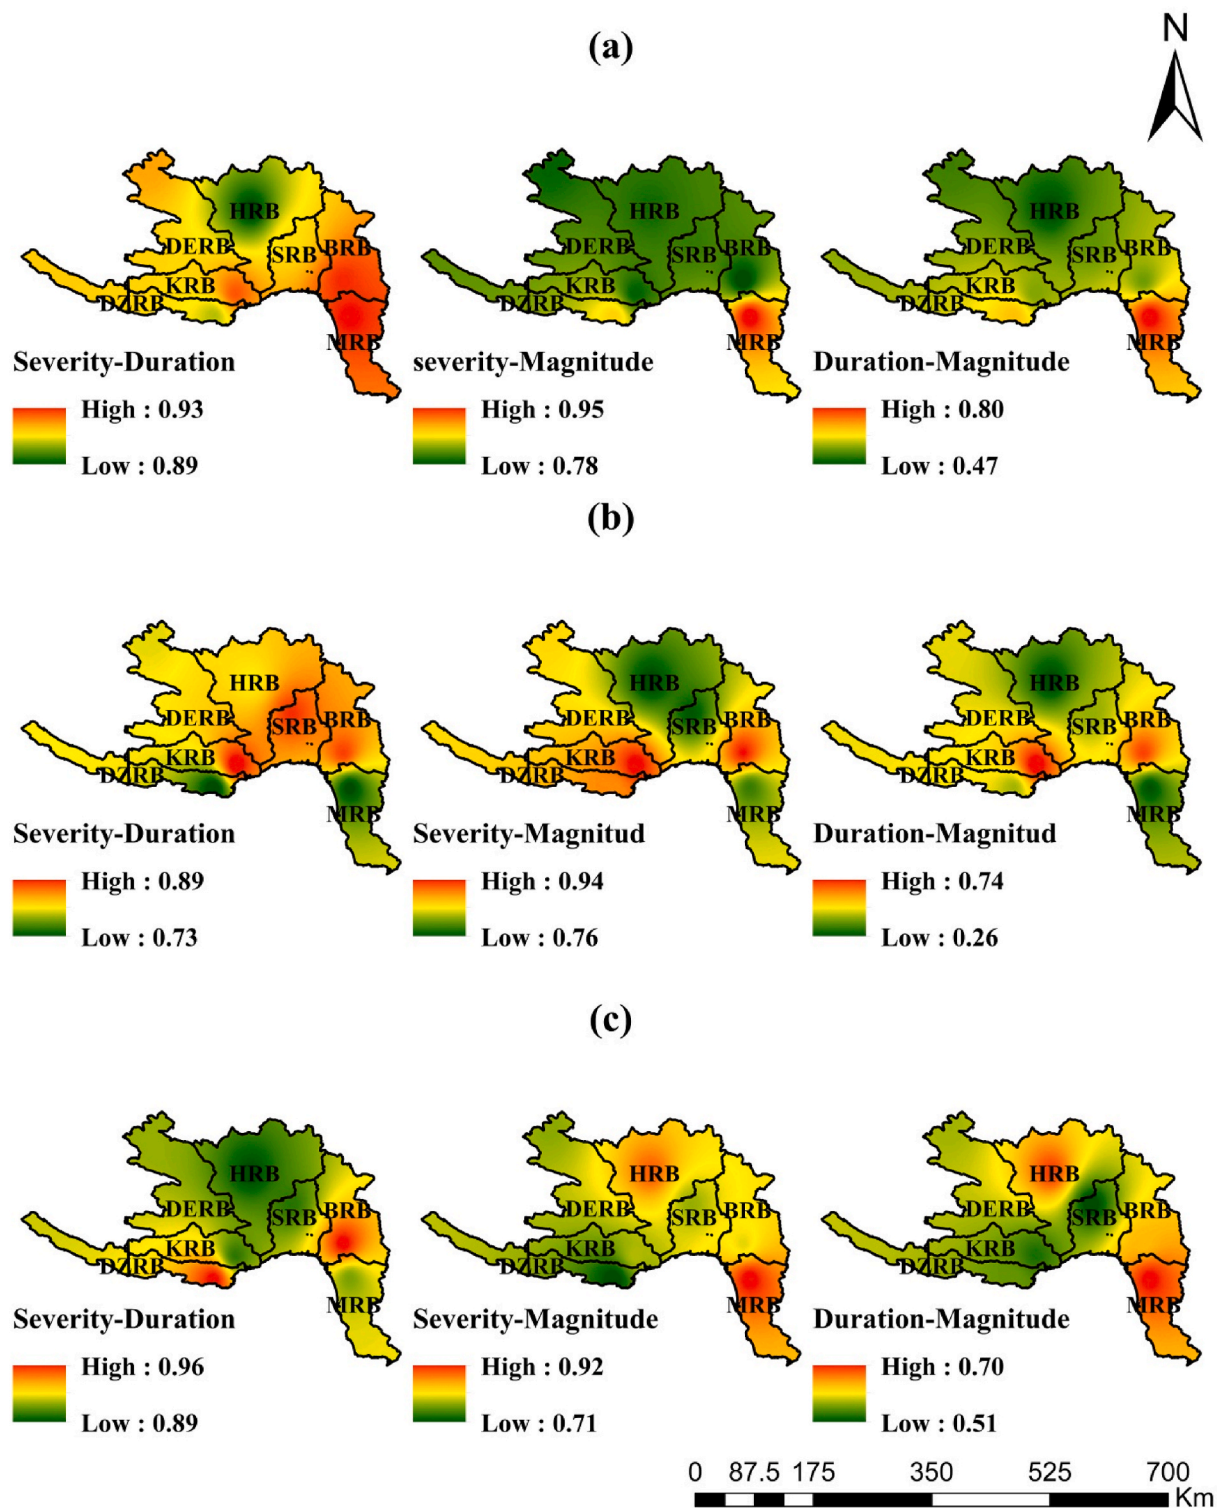 (a)
N
HRB HRB HRB
DERB SRB BRB DERB SRB BRB DERB SRB BRB
KRB KRB KRB
DZRB DZRB DZRB
MRB MRB MRB
Severity-Duration severity-Magnitude Duration-Magnitude
High : 0.93 High : 0.95 High : 0.80
Low : 0.89 Low : 0.78 Low : 0.47
(b)
HRB HRB HRB
DERB SRB BRB DERB SRB BRB DERB SRB BRB
KRB KRB KRB
DZRB DZRB DZRB
MRB MRB MRB
Severity-Duration Severity-Magnitud Duration-Magnitud
High : 0.89 High : 0.94 High : 0.74
Low : 0.73 Low : 0.76 Low : 0.26
(c)
HRB HRB HRB
DERB SRB BRB DERB SRB BRB DERB SRB BRB
KRB KRB KRB
DZRB DZRB DZRB
MRB MRB MRB
Severity-Duration Severity-Magnitude Duration-Magnitude
High : 0.96 High : 0.92 High : 0.70
Low : 0.89 Low : 0.71 Low : 0.51
0 87.5 175 350 525 700
Km